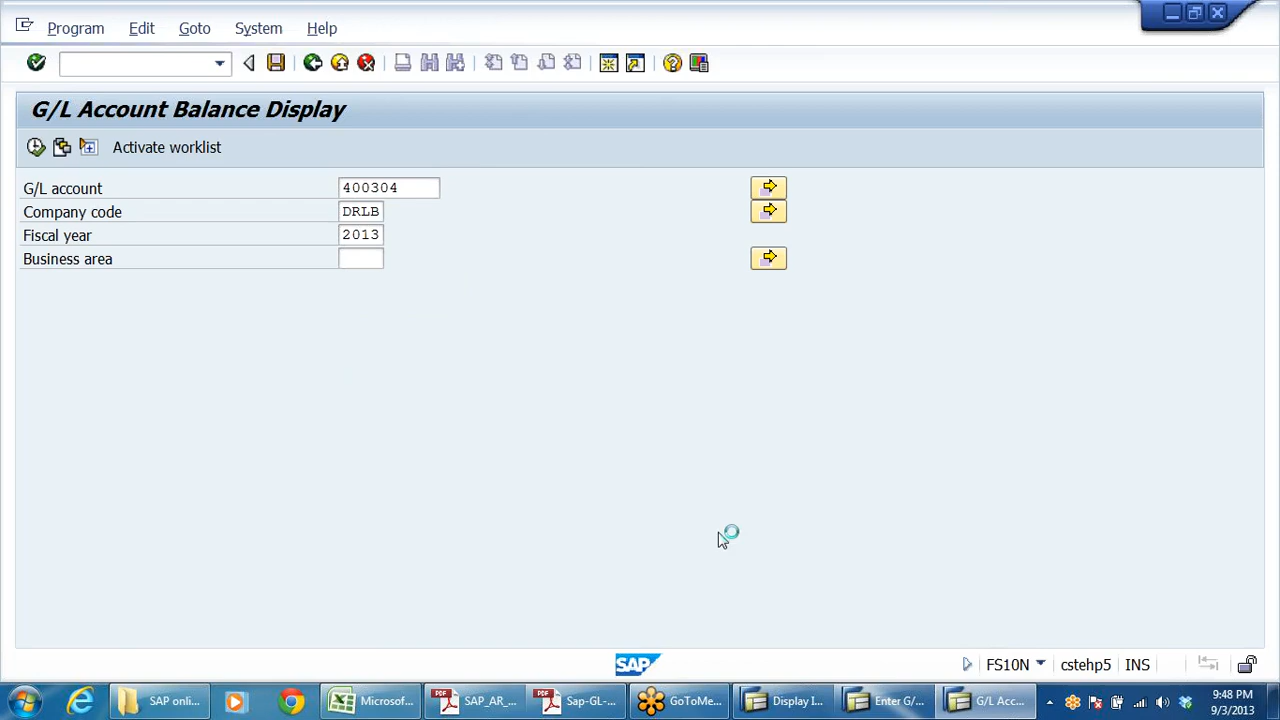 Program Edit Goto System Help
G/L Account Balance Display
Activate worklist
G/L account 400304
Company code DRLB
Fiscal year 2013
Business area
SAP FS10N cstehp5 INS
SAP onli... Microsof... SAP_AR_... Sap-GL-... GoToMe... Display I... Enter G/... G/L Acc... 9:48 PM
9/3/2013